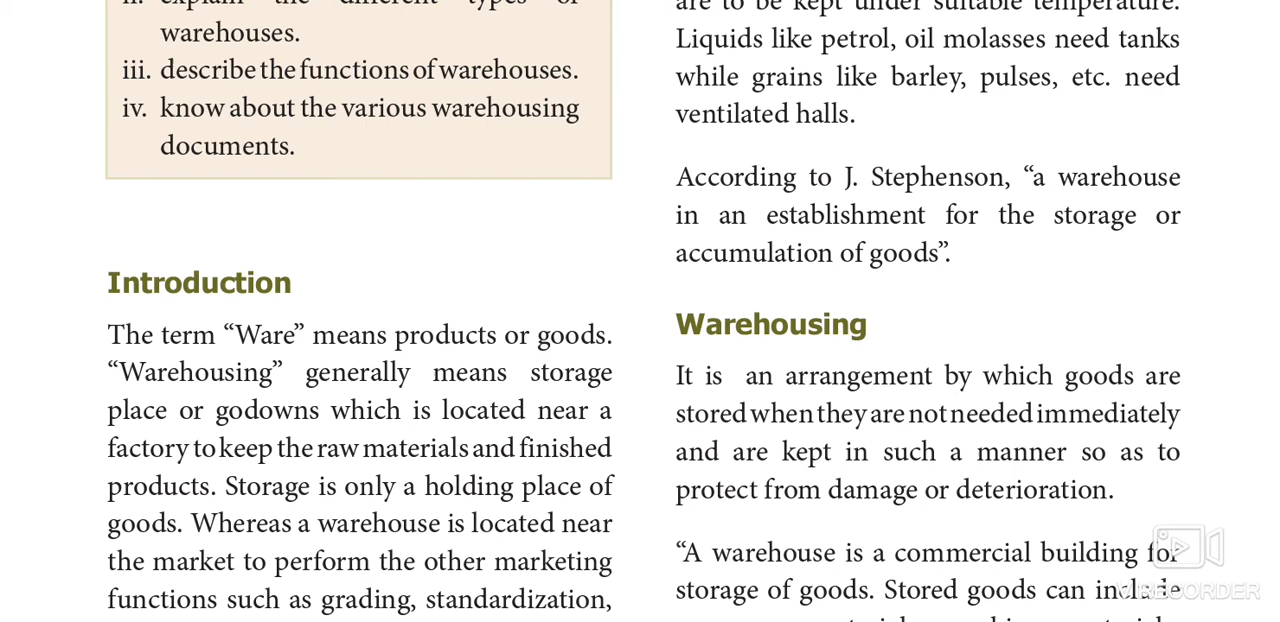 explain the different types of
warehouses.
iii. describe the functions of warehouses.
iv. know about the various warehousing
documents.
Introduction
The term “Ware” means products or goods.
“Warehousing” generally means storage
place or godowns which is located near a
factory to keep the raw materials and finished
products. Storage is only a holding place of
goods. Whereas a warehouse is located near
the market to perform the other marketing
functions such as grading, standardization,
are to be kept under suitable temperature.
Liquids like petrol, oil molasses need tanks
while grains like barley, pulses, etc. need
ventilated halls.
According to J. Stephenson, “a warehouse
in an establishment for the storage or
accumulation of goods”.
Warehousing
It is an arrangement by which goods are
stored when they are not needed immediately
and are kept in such a manner so as to
protect from damage or deterioration.
“A warehouse is a commercial building for
storage of goods. Stored goods can include
RECORDER